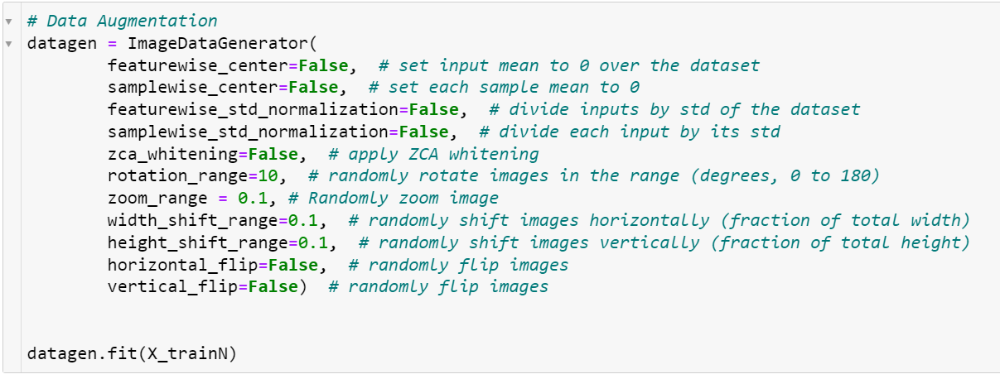 # Data Augmentation
datagen = ImageDataGenerator(
        featurewise_center=False,  # set input mean to 0 over the dataset
        samplewise_center=False,  # set each sample mean to 0
        featurewise_std_normalization=False,  # divide inputs by std of the dataset
        samplewise_std_normalization=False,  # divide each input by its std
        zca_whitening=False,  # apply ZCA whitening
        rotation_range=10,  # randomly rotate images in the range (degrees, 0 to 180)
        zoom_range = 0.1, # Randomly zoom image
        width_shift_range=0.1,  # randomly shift images horizontally (fraction of total width)
        height_shift_range=0.1,  # randomly shift images vertically (fraction of total height)
        horizontal_flip=False,  # randomly flip images
        vertical_flip=False)  # randomly flip images
datagen.fit(X_trainN)